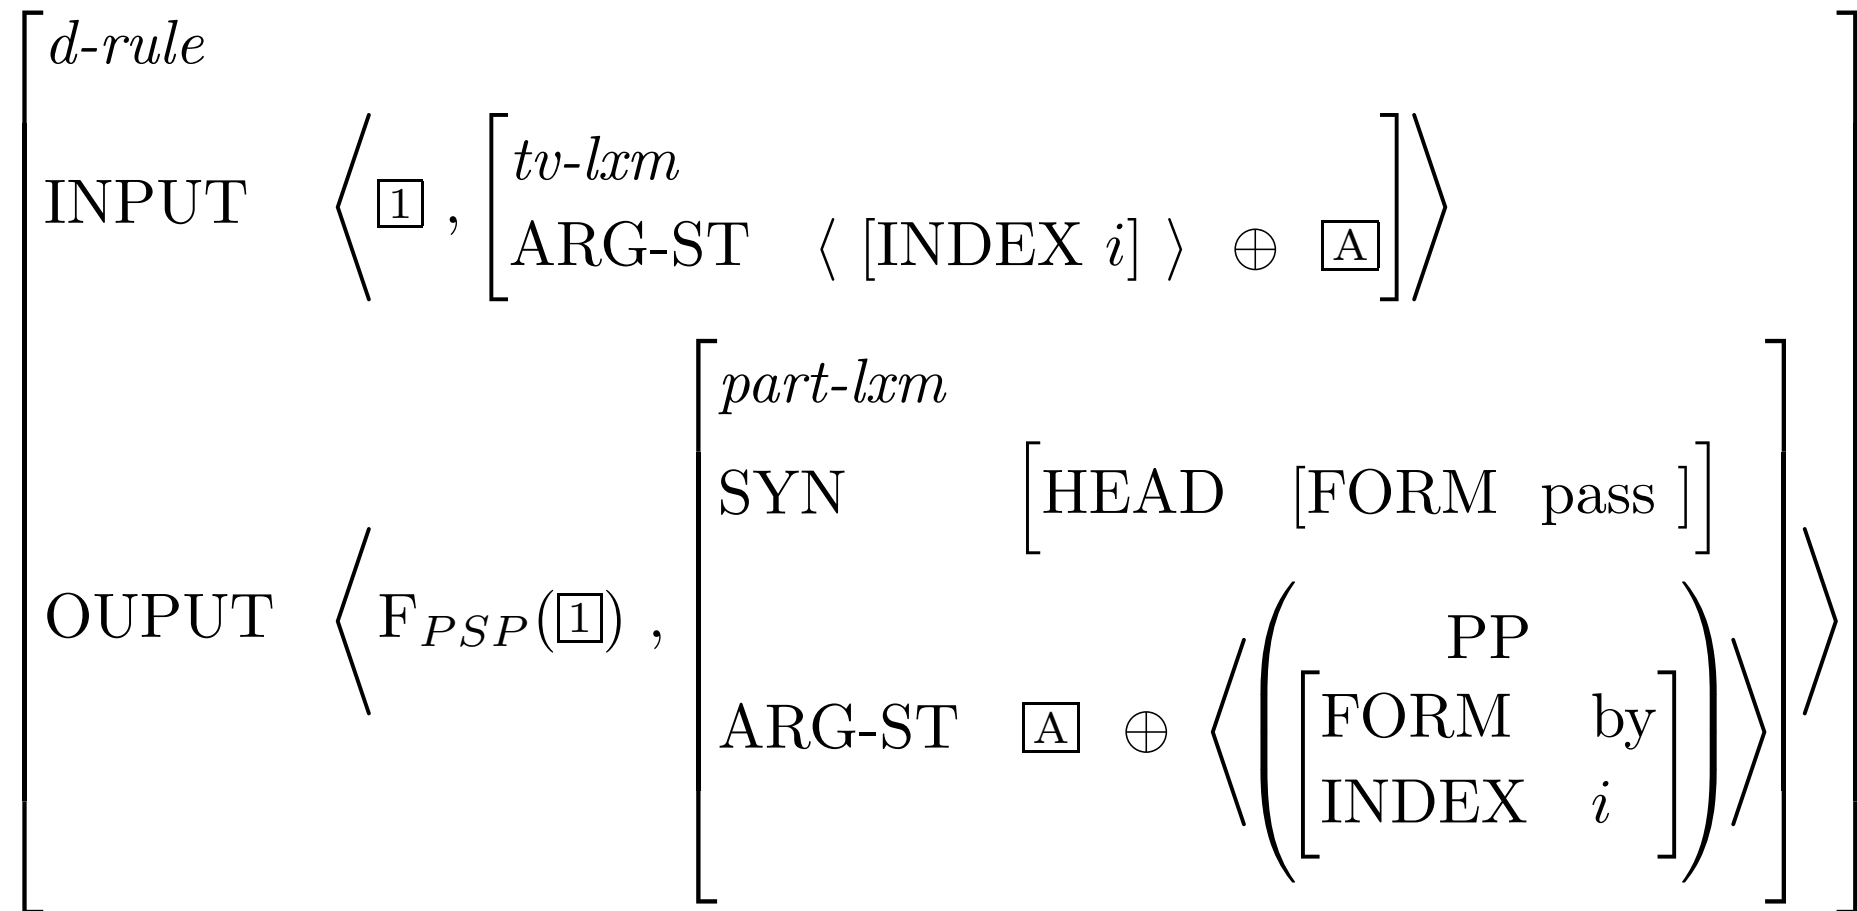 d-rule
INPUT ⟨ 1 , [ tv-lxm
ARG-ST ⟨ [INDEX i] ⟩ ⊕ A ] ⟩
part-lxm
SYN [HEAD [FORM pass ]]
OUPUT ⟨ F_PSP(1) ,
PP
ARG-ST A ⊕ ⟨ ( [ FORM by
INDEX i ] ) ⟩ ⟩